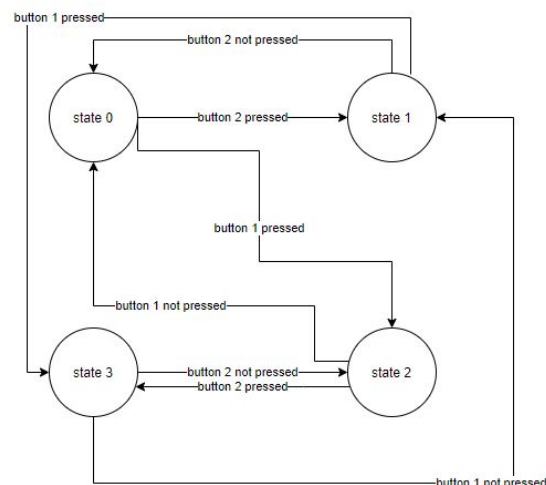 button 1 pressed
button 2 not pressed
state 0
button 2 pressed
state 1
button 1 pressed
button 1 not pressed
state 3
button 2 not pressed
button 2 pressed
state 2
button 1 not pressed